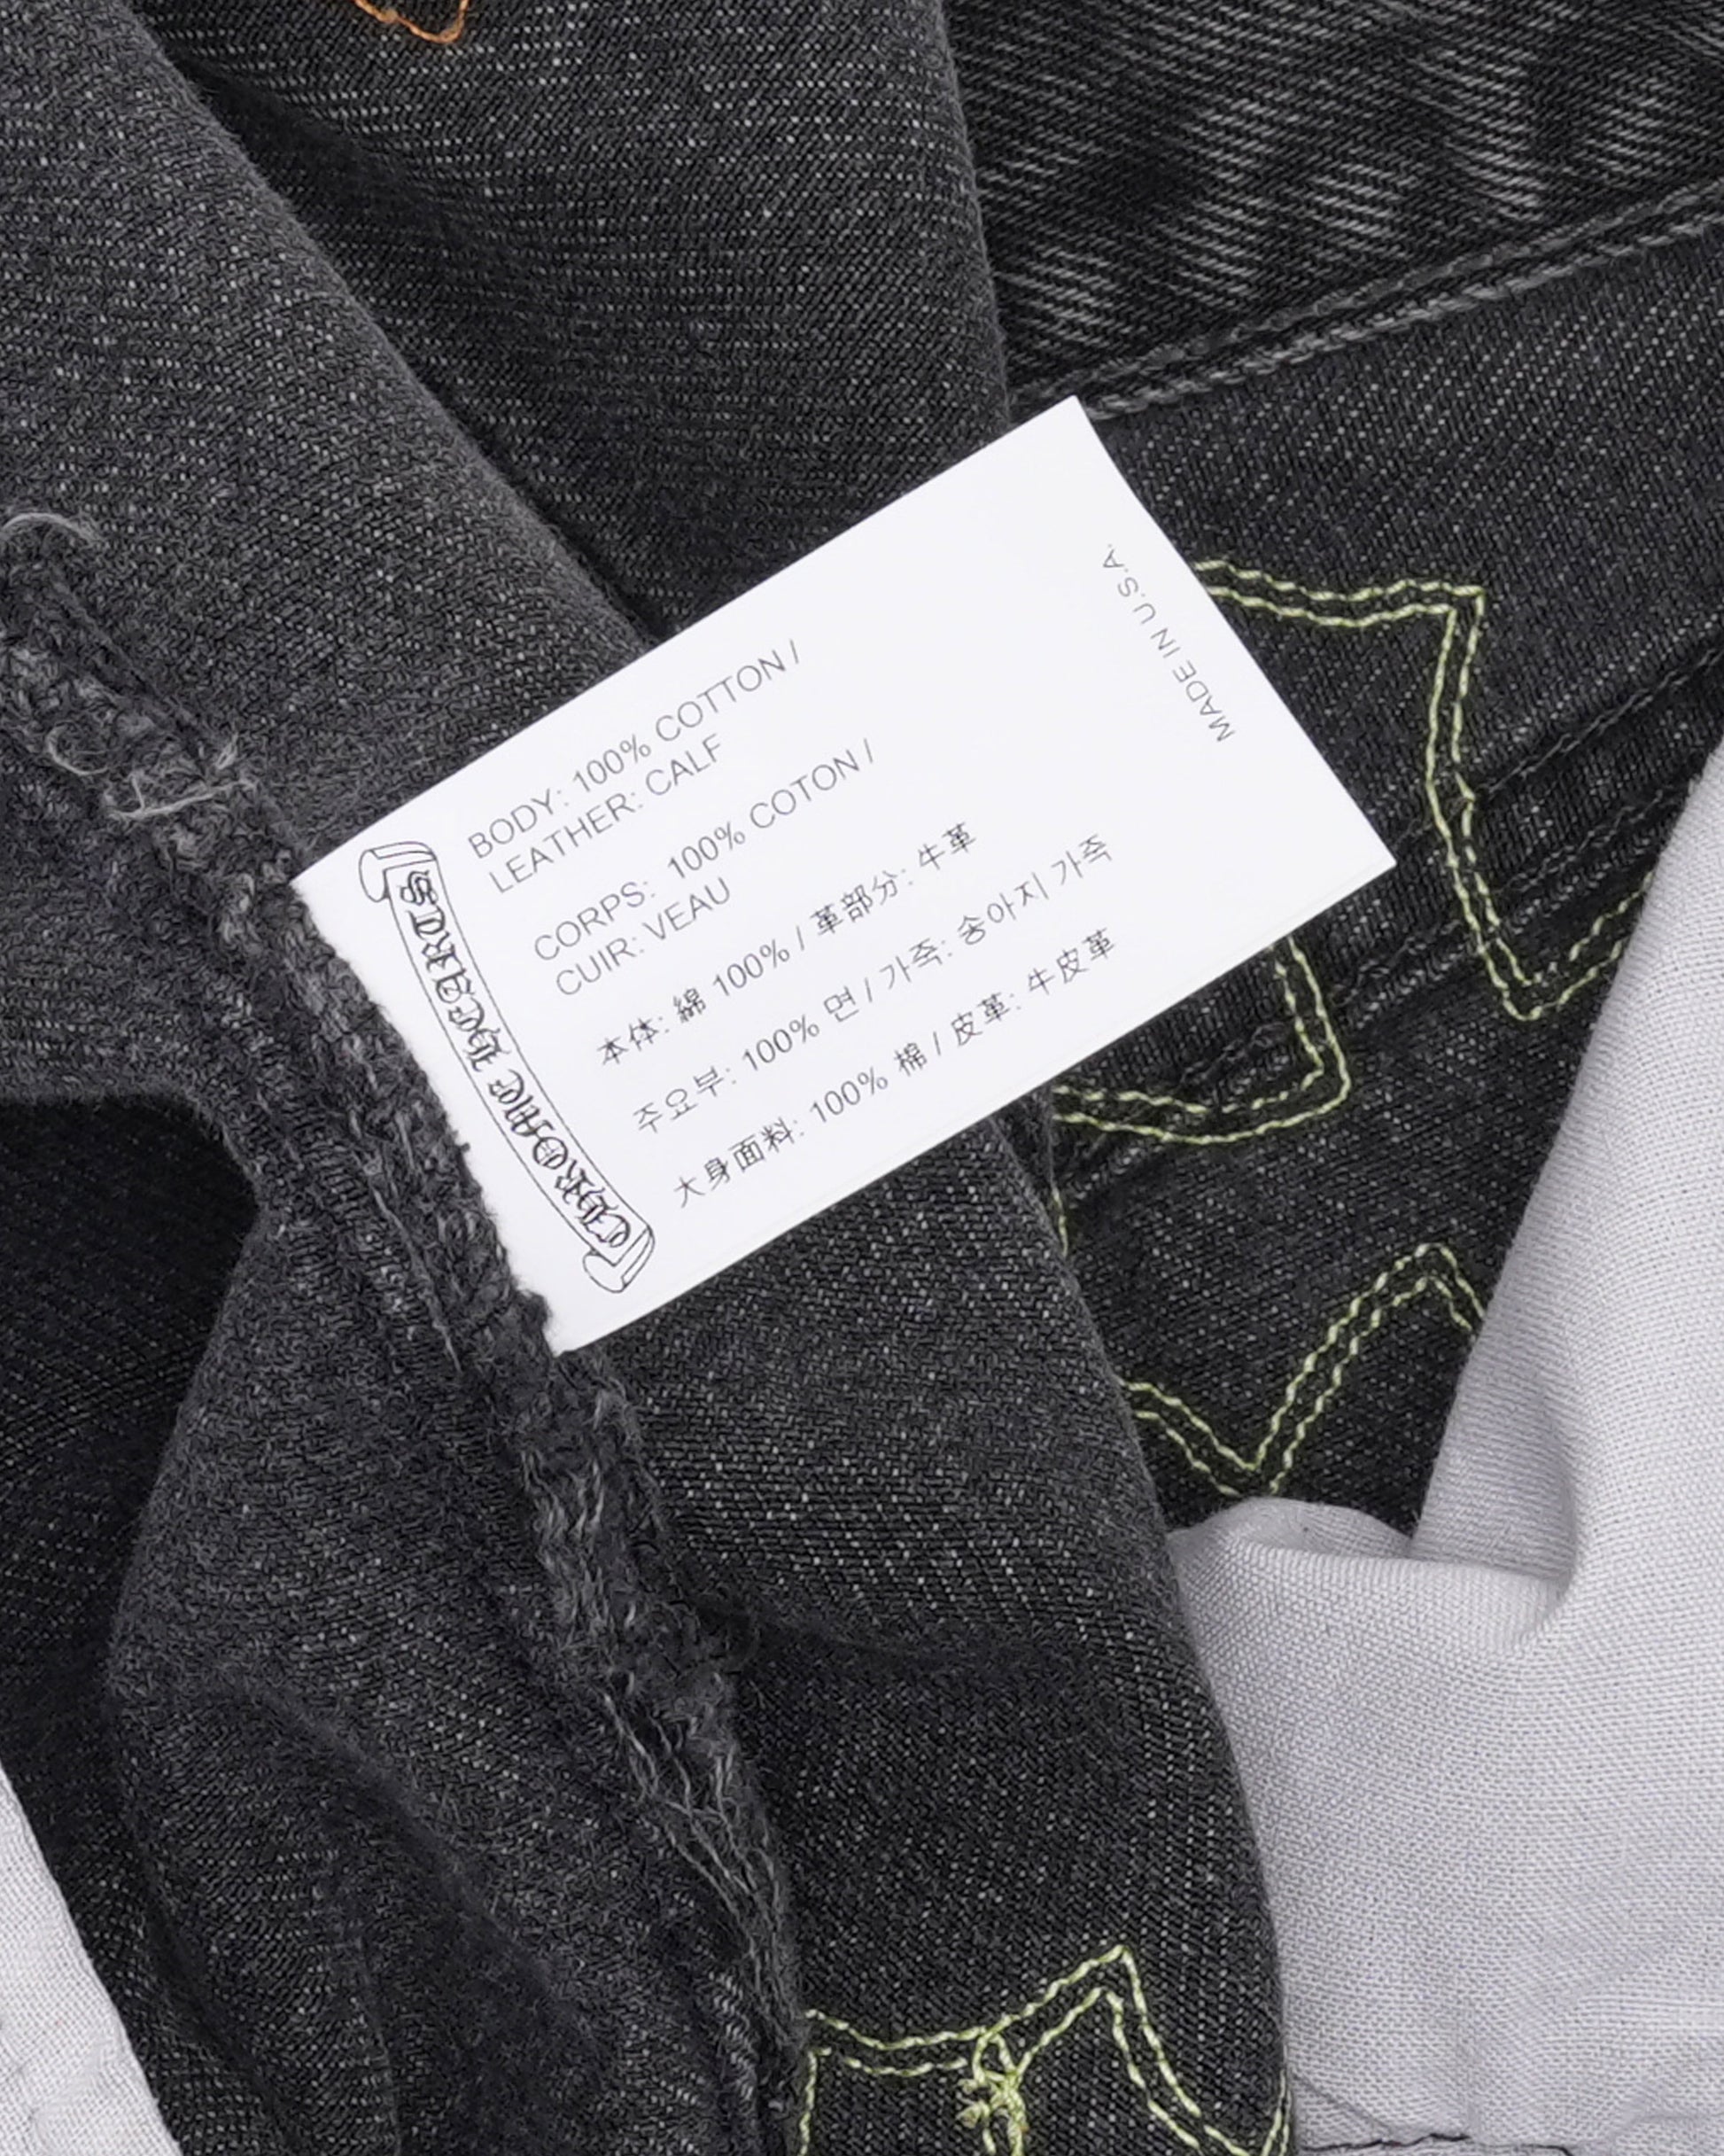 CHROME HEARTS
BODY: 100% COTTON /
LEATHER: CALF
CORPS: 100% COTON /
CUIR: VEAU
本体: 綿 100% / 革部分: 牛革
주요부: 100% 면 / 가죽: 송아지 가죽
大身面料: 100% 棉 / 皮革: 牛皮革
MADE IN U.S.A.